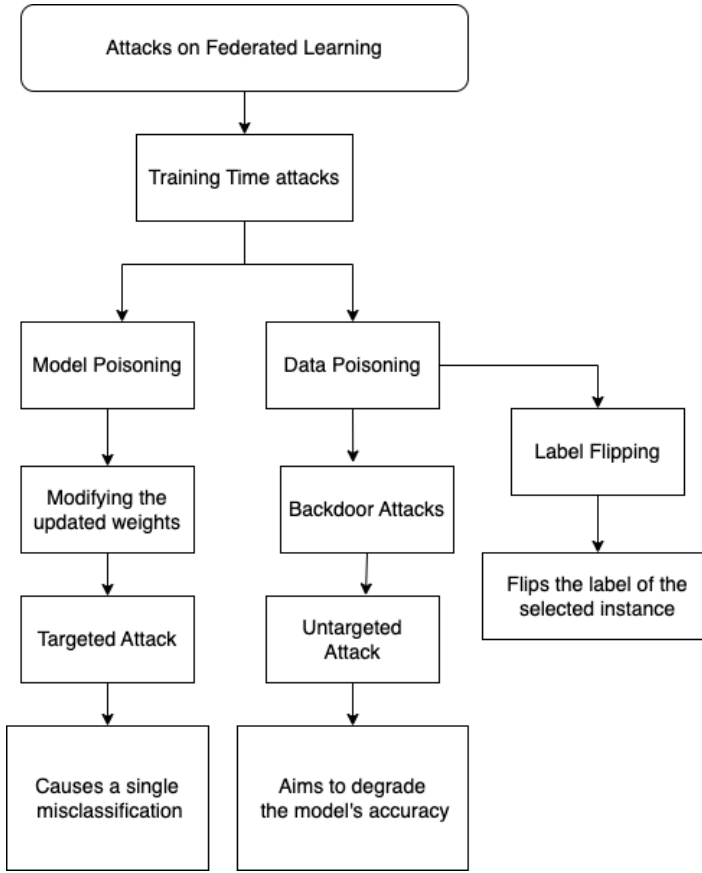 Attacks on Federated Learning
Training Time attacks
Model Poisoning
Data Poisoning
Label Flipping
Modifying the
updated weights
Backdoor Attacks
Flips the label of the
selected instance
Targeted Attack
Untargeted
Attack
Causes a single
misclassification
Aims to degrade
the model's accuracy